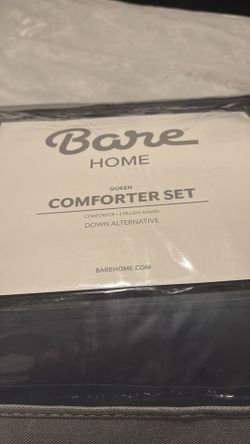 Bare
HOME
QUEEN
COMFORTER SET
COMFORTER + 2 PILLOW SHAMS
DOWN ALTERNATIVE
BAREHOME.COM